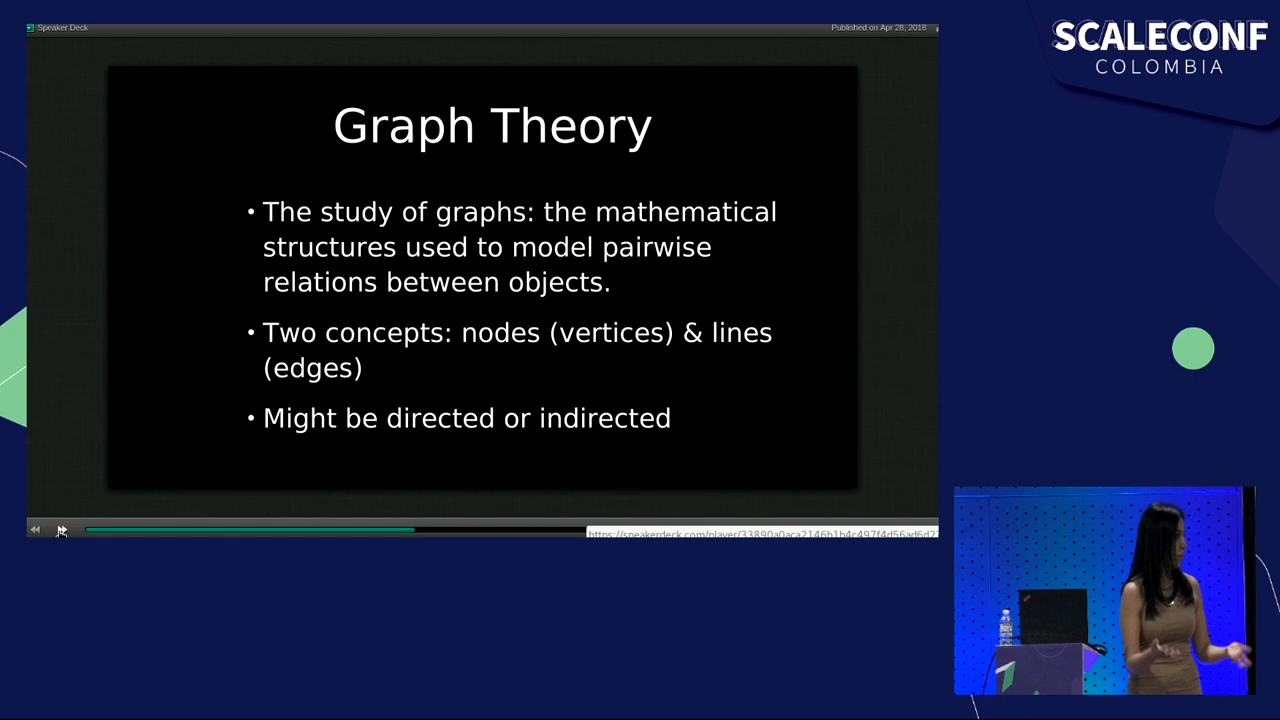 Speaker Deck
Published on Apr 28, 2018
SCALECONF
COLOMBIA
Graph Theory
• The study of graphs: the mathematical
structures used to model pairwise
relations between objects.
• Two concepts: nodes (vertices) & lines
(edges)
• Might be directed or indirected